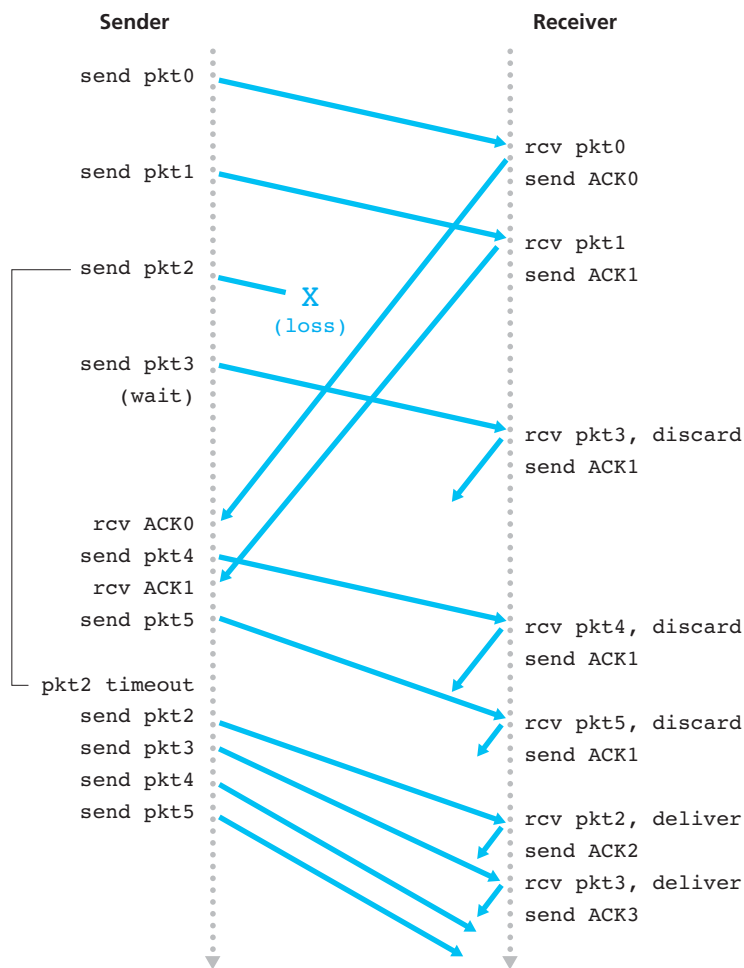 Sender
Receiver
send pkt0
rcv pkt0
send ACK0
send pkt1
rcv pkt1
send ACK1
send pkt2
X
(loss)
send pkt3
(wait)
rcv pkt3, discard
send ACK1
rcv ACK0
send pkt4
rcv ACK1
send pkt5
rcv pkt4, discard
send ACK1
pkt2 timeout
send pkt2
send pkt3
send pkt4
send pkt5
rcv pkt5, discard
send ACK1
rcv pkt2, deliver
send ACK2
rcv pkt3, deliver
send ACK3